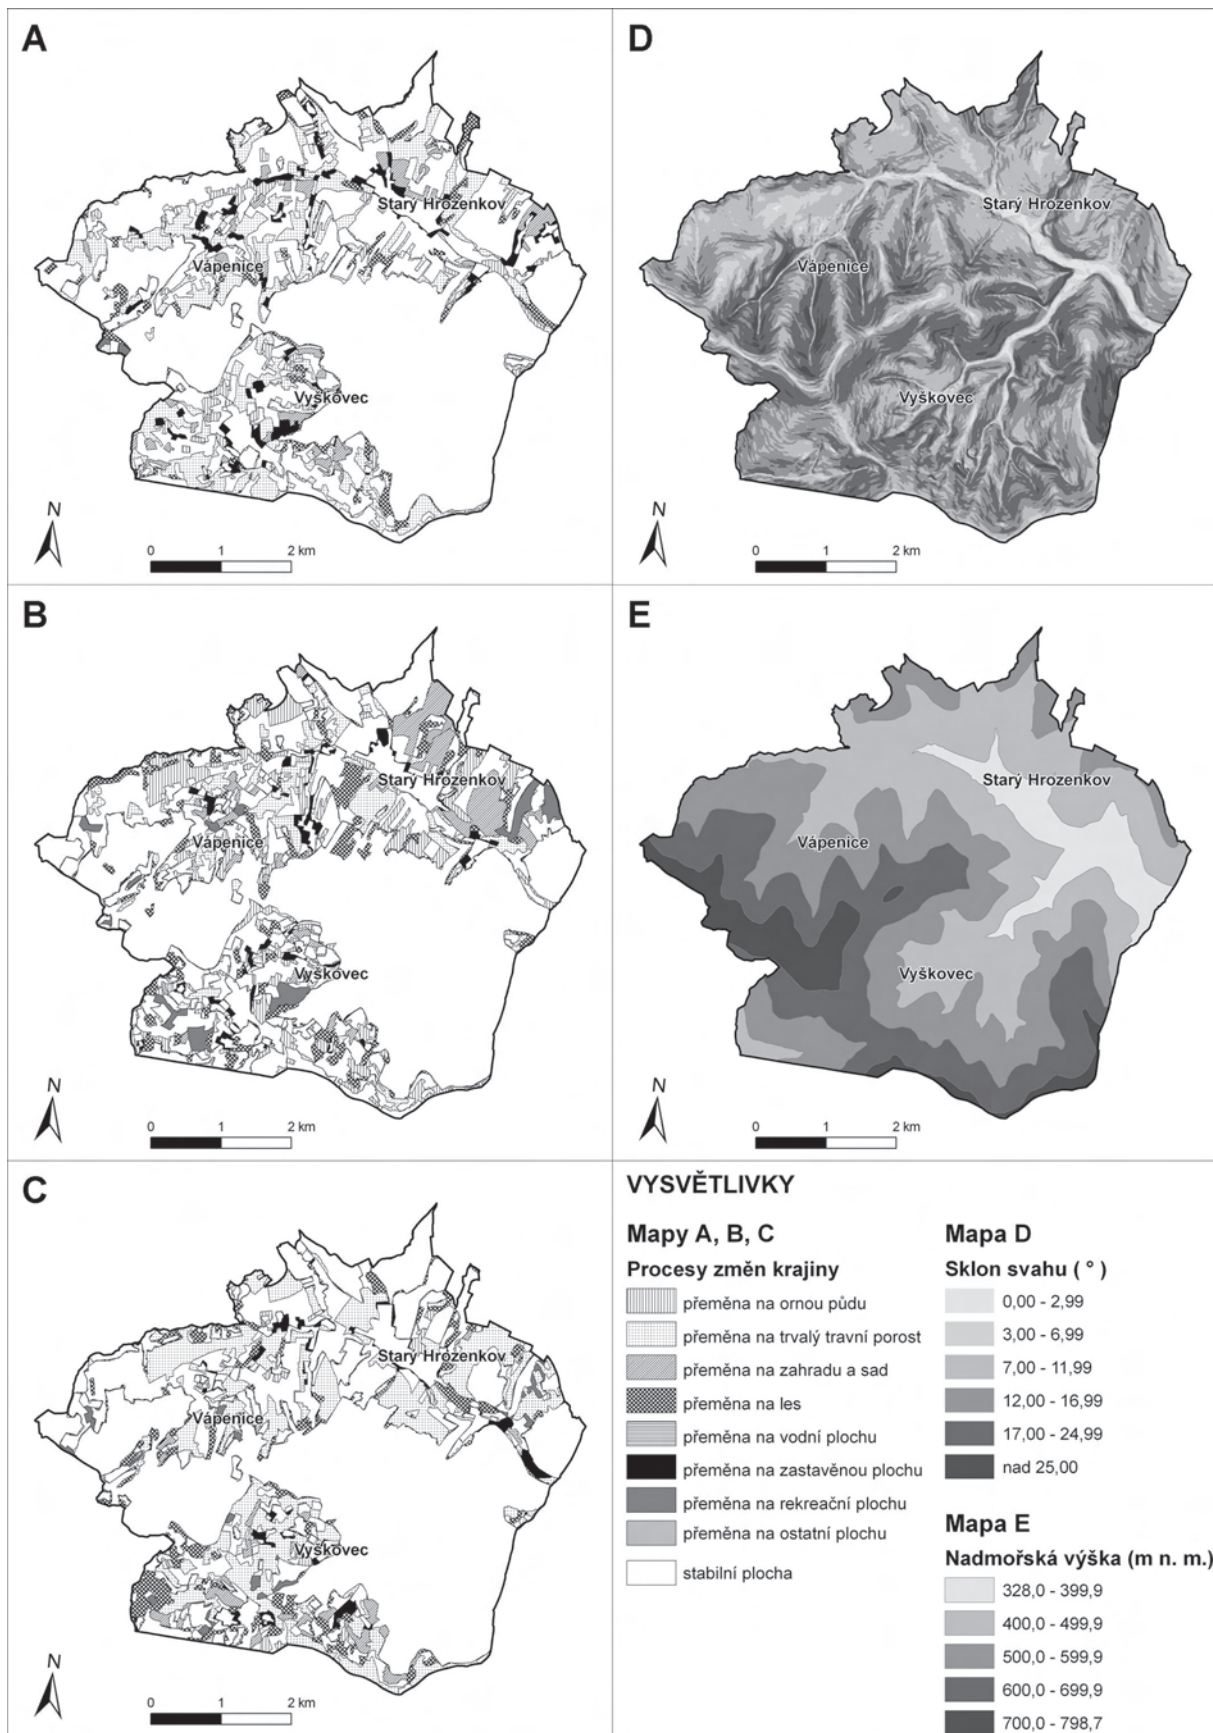 A
Starý Hrozenkov
Vápenice
Vyškovec
N
0 1 2 km
D
Starý Hrozenkov
Vápenice
Vyškovec
N
0 1 2 km
B
Starý Hrozenkov
Vápenice
Vyškovec
N
0 1 2 km
E
Starý Hrozenkov
Vápenice
Vyškovec
N
0 1 2 km
C
Starý Hrozenkov
Vápenice
Vyškovec
N
0 1 2 km
VYSVĚTLIVKY
Mapy A, B, C
Procesy změn krajiny
přeměna na ornou půdu
přeměna na trvalý travní porost
přeměna na zahradu a sad
přeměna na les
přeměna na vodní plochu
přeměna na zastavěnou plochu
přeměna na rekreační plochu
přeměna na ostatní plochu
stabilní plocha
Mapa D
Sklon svahu ( ° )
0,00 - 2,99
3,00 - 6,99
7,00 - 11,99
12,00 - 16,99
17,00 - 24,99
nad 25,00
Mapa E
Nadmořská výška (m n. m.)
328,0 - 399,9
400,0 - 499,9
500,0 - 599,9
600,0 - 699,9
700,0 - 798,7